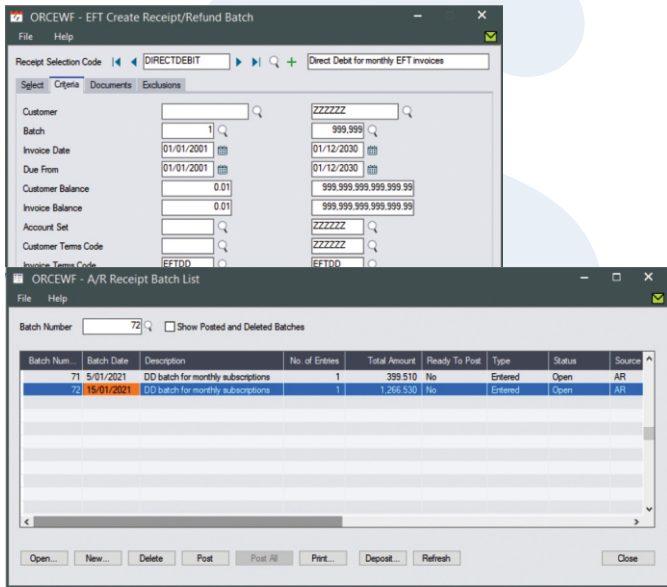 ORCEWF - EFT Create Receipt/Refund Batch
File Help
Receipt Selection Code DIRECTDEBIT Direct Debit for monthly EFT invoices
Select Criteria Documents Exclusions
Customer ZZZZZZ
Batch 1 999,999
Invoice Date 01/01/2001 01/12/2030
Due From 01/01/2001 01/12/2030
Customer Balance 0.01 999,999,999,999,999.99
Invoice Balance 0.01 999,999,999,999,999.99
Account Set ZZZZZZ
Customer Terms Code ZZZZZZ
Invoice Terms Code EFTDD EFTDD
ORCEWF - A/R Receipt Batch List
File Help
Batch Number 72 Show Posted and Deleted Batches
Batch Num... Batch Date Description No. of Entries Total Amount Ready To Post Type Status Source
71 5/01/2021 DD batch for monthly subscriptions 1 399.510 No Entered Open AR
72 15/01/2021 DD batch for monthly subscriptions 1 1,266.530 No Entered Open AR
Open... New... Delete Post Post All Print... Deposit... Refresh Close